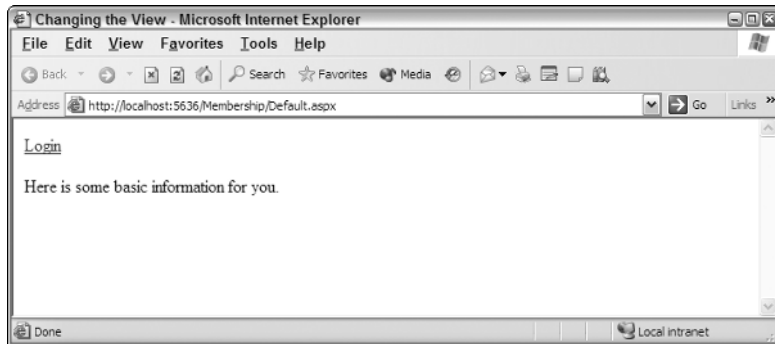 Changing the View - Microsoft Internet Explorer
File Edit View Favorites Tools Help
Back Search Favorites Media
Address http://localhost:5636/Membership/Default.aspx Go Links »
Login
Here is some basic information for you.
Done Local intranet